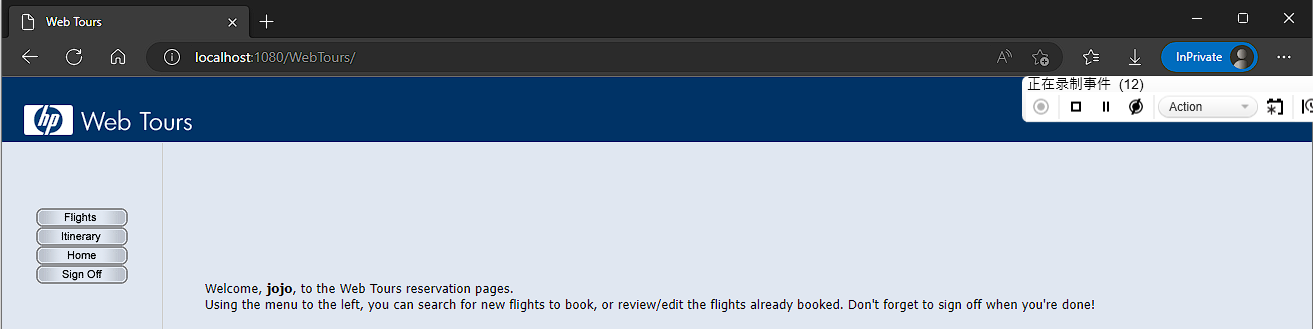 Web Tours
localhost:1080/WebTours/
InPrivate
正在录制事件 (12)
Action
hp Web Tours
Flights
Itinerary
Home
Sign Off
Welcome, jojo, to the Web Tours reservation pages.
Using the menu to the left, you can search for new flights to book, or review/edit the flights already booked. Don't forget to sign off when you're done!